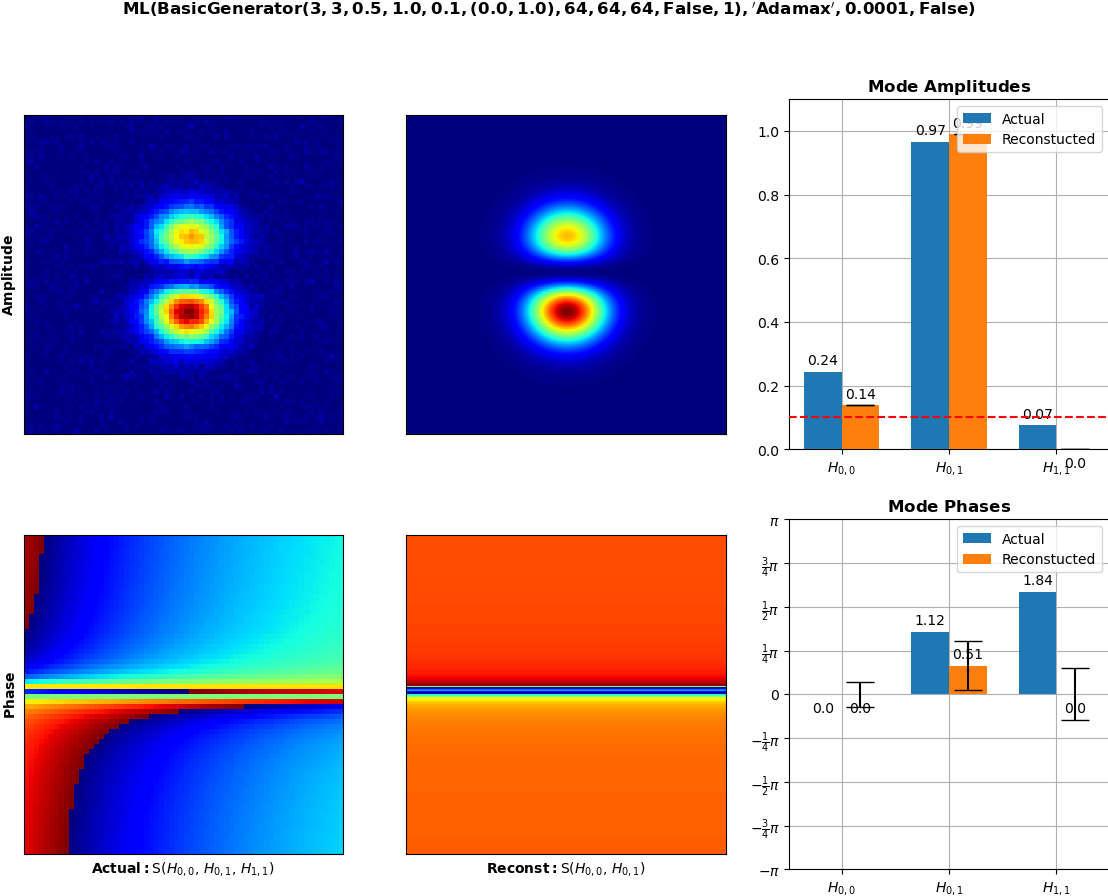 ML(BasicGenerator(3, 3, 0.5, 1.0, 0.1, (0.0, 1.0), 64, 64, 64, False, 1), ′Adamax′, 0.0001, False)
Mode Amplitudes
Amplitude
1.0
0.8
0.6
0.4
0.2
0.0
Actual
Reconstucted
0.97
0.24
0.14
0.07
0.0
H0,0
H0,1
H1,1
Mode Phases
Phase
π
3/4π
1/2π
1/4π
0
−1/4π
−1/2π
−3/4π
−π
Actual
Reconstucted
1.84
1.12
0.51
0.0
0.0
0.0
H0,0
H0,1
H1,1
Actual: S(H0,0, H0,1, H1,1)
Reconst: S(H0,0, H0,1)